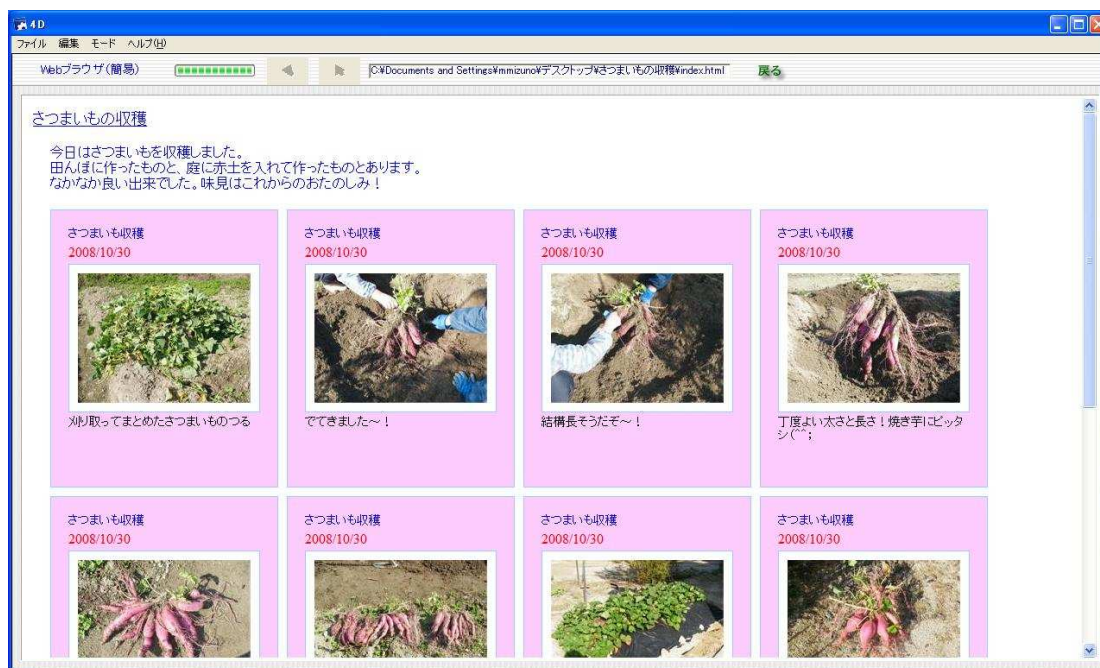 4D
ファイル 編集 モード ヘルプ(H)
Webブラウザ(簡易)
C:¥Documents and Settings¥mmizuno¥デスクトップ¥さつまいもの収穫¥index.html
戻る
さつまいもの収穫
今日はさつまいもを収穫しました。
田んぼに作ったものと、庭に赤土を入れて作ったものとあります。
なかなか良い出来でした。味見はこれからのおたのしみ！
さつまいも収穫
2008/10/30
刈り取ってまとめたさつまいものつる
さつまいも収穫
2008/10/30
でてきました～！
さつまいも収穫
2008/10/30
結構長そうだぞ～！
さつまいも収穫
2008/10/30
丁度よい太さと長さ！焼き芋にピッタ
シ(^^;
さつまいも収穫
2008/10/30
さつまいも収穫
2008/10/30
さつまいも収穫
2008/10/30
さつまいも収穫
2008/10/30